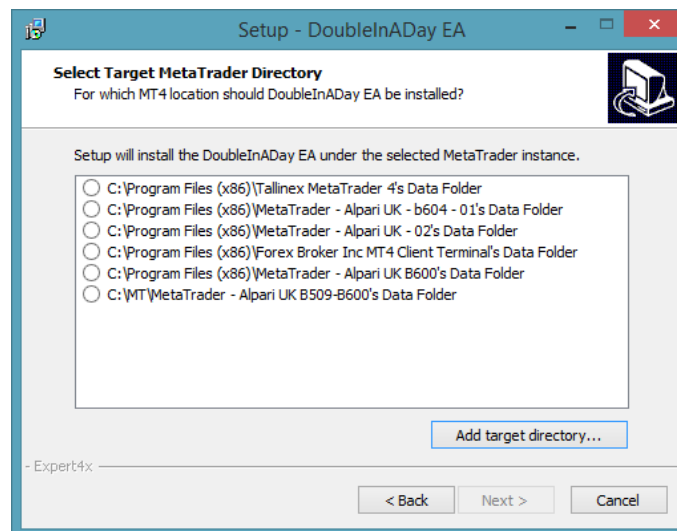 Setup - DoubleInADay EA
Select Target MetaTrader Directory
For which MT4 location should DoubleInADay EA be installed?
Setup will install the DoubleInADay EA under the selected MetaTrader instance.
C:\Program Files (x86)\Tallinex MetaTrader 4's Data Folder
C:\Program Files (x86)\MetaTrader - Alpari UK - b604 - 01's Data Folder
C:\Program Files (x86)\MetaTrader - Alpari UK - 02's Data Folder
C:\Program Files (x86)\Forex Broker Inc MT4 Client Terminal's Data Folder
C:\Program Files (x86)\MetaTrader - Alpari UK B600's Data Folder
C:\MT\MetaTrader - Alpari UK B509-B600's Data Folder
Add target directory...
- Expert4x
< Back Next > Cancel